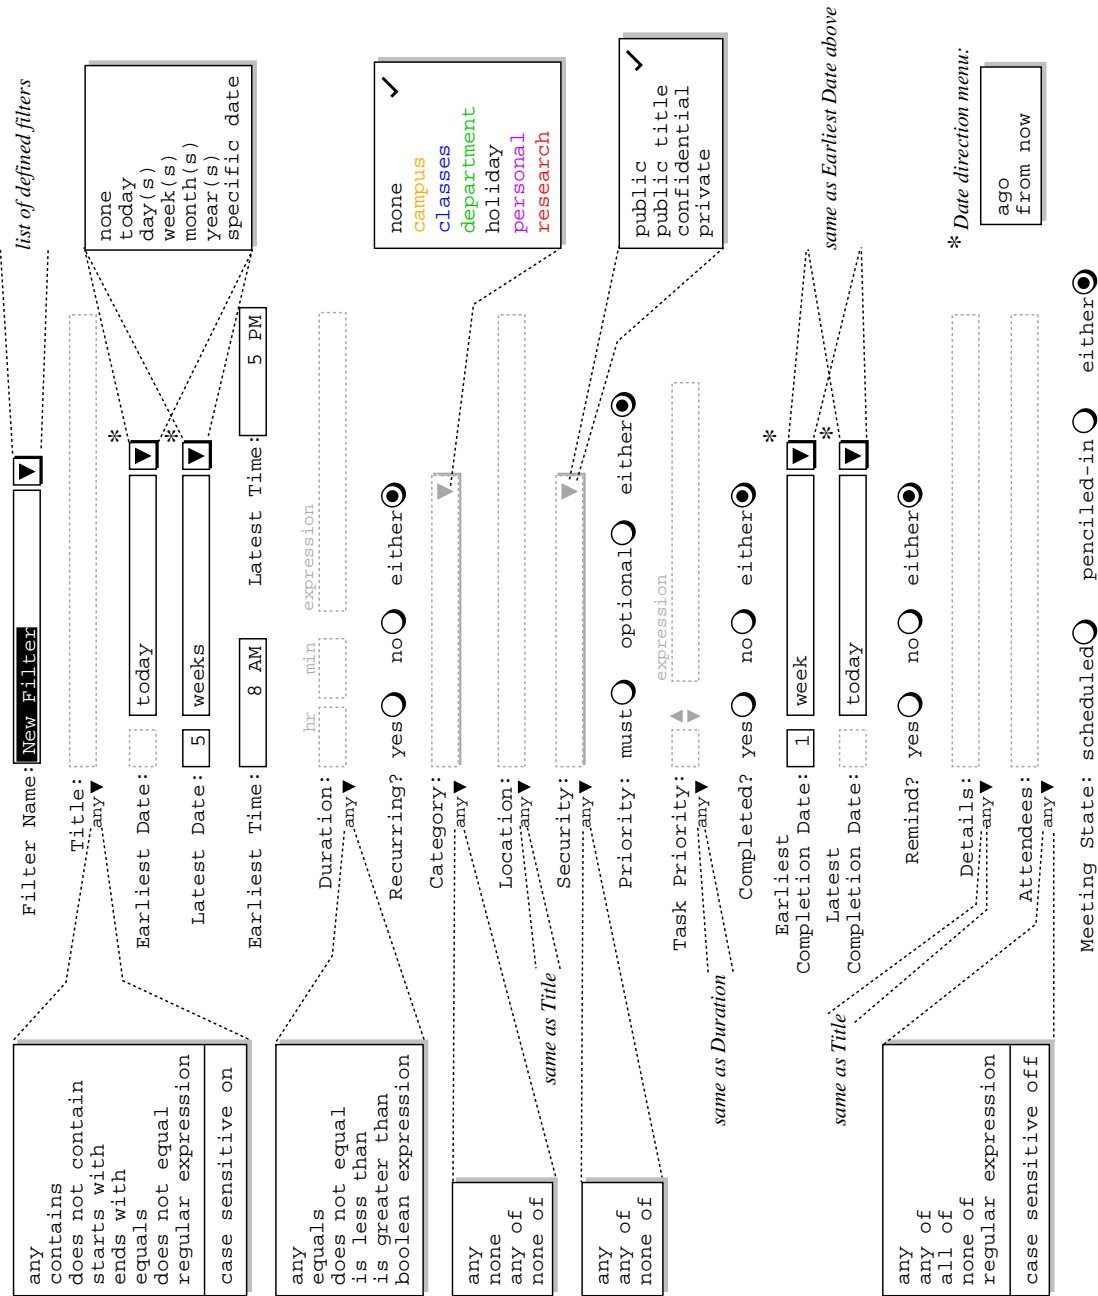 list of defined filters
Filter Name: New Filter ▼
Title:
any▼
any
contains
does not contain
starts with
ends with
equals
does not equal
regular expression
case sensitive on
Earliest Date: today ▼ *
Latest Date: 5 weeks ▼ *
none
today
day(s)
week(s)
month(s)
year(s)
specific date
Earliest Time: 8 AM Latest Time: 5 PM
hr min expression
Duration:
any▼
any
equals
does not equal
is less than
is greater than
boolean expression
Recurring? yes no either
Category: ▼
any▼
any
none
any of
none of
none ✓
campus
classes
department
holiday
personal
research
Location:
any▼
same as Title
Security: ▼
any▼
any
any of
none of
public ✓
public title
confidential
private
Priority: must optional either
expression
Task Priority:
any▼
same as Duration
Completed? yes no either
Earliest
Completion Date: 1 week ▼ *
Latest
Completion Date: today ▼ *
same as Earliest Date above
Remind? yes no either
Details:
any▼
same as Title
Attendees:
any▼
any
any of
all of
none of
regular expression
case sensitive off
* Date direction menu:
ago
from now
Meeting State: scheduled penciled-in either